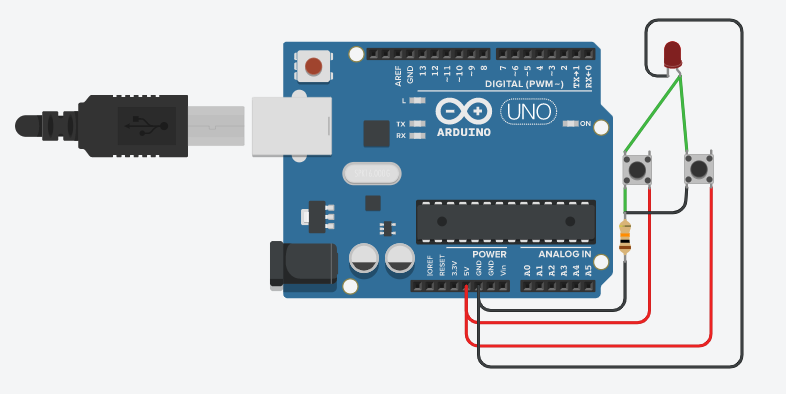 AREF
GND
13
12
~11
~10
~9
8
7
~6
~5
4
~3
2
TX→1
RX←0
DIGITAL (PWM~)
L
TX
RX
ARDUINO
UNO
ON
POWER
ANALOG IN
IOREF
RESET
3.3V
5V
GND
GND
Vin
A0
A1
A2
A3
A4
A5